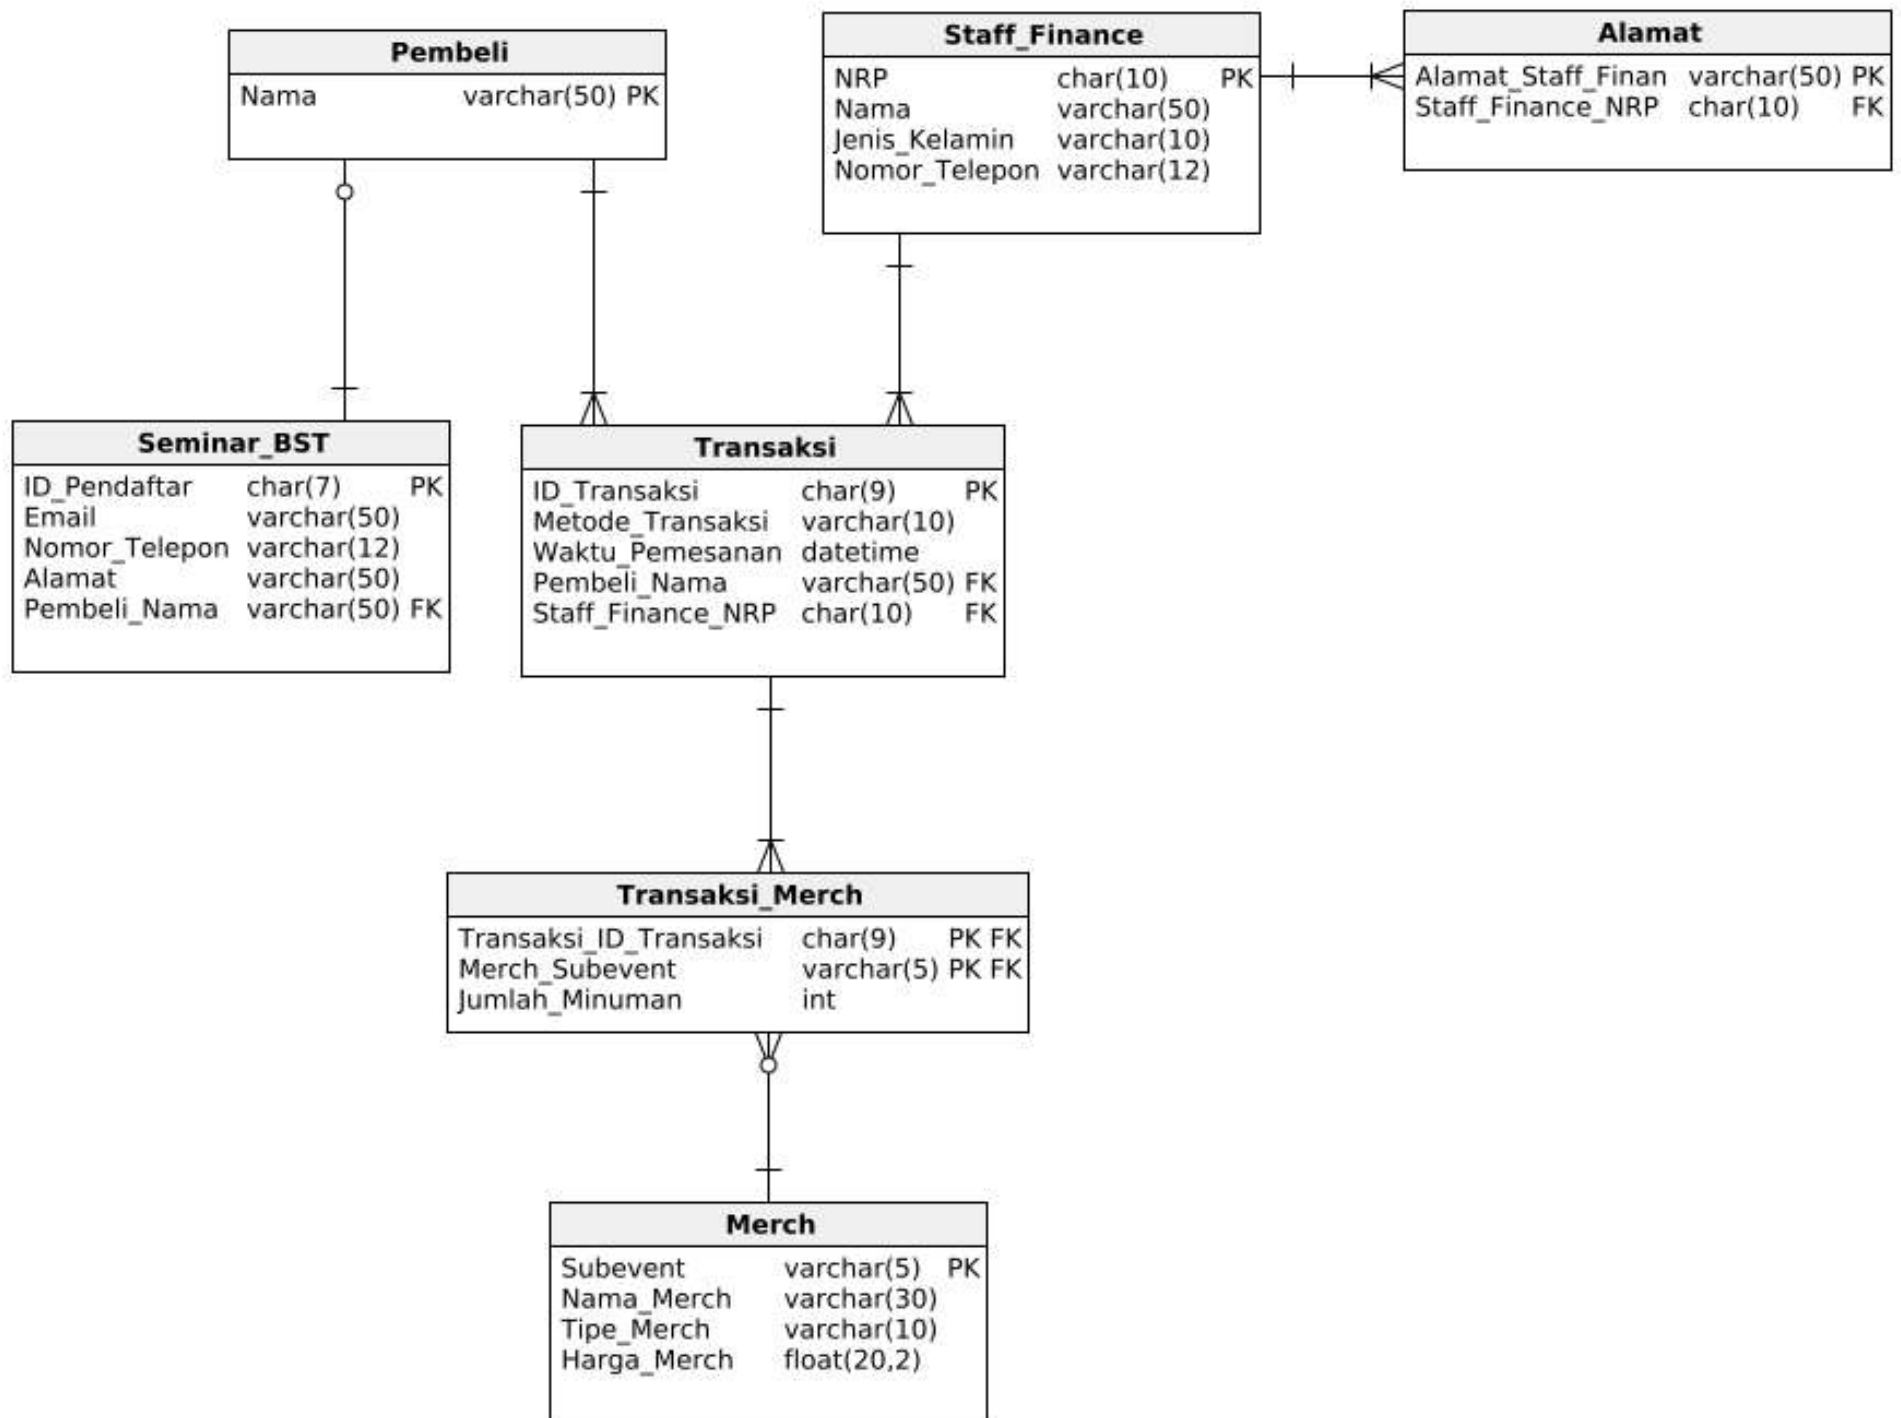 Pembeli
Nama varchar(50) PK
Staff_Finance
NRP char(10) PK
Nama varchar(50)
Jenis_Kelamin varchar(10)
Nomor_Telepon varchar(12)
Alamat
Alamat_Staff_Finan varchar(50) PK
Staff_Finance_NRP char(10) FK
Seminar_BST
ID_Pendaftar char(7) PK
Email varchar(50)
Nomor_Telepon varchar(12)
Alamat varchar(50)
Pembeli_Nama varchar(50) FK
Transaksi
ID_Transaksi char(9) PK
Metode_Transaksi varchar(10)
Waktu_Pemesanan datetime
Pembeli_Nama varchar(50) FK
Staff_Finance_NRP char(10) FK
Transaksi_Merch
Transaksi_ID_Transaksi char(9) PK FK
Merch_Subevent varchar(5) PK FK
Jumlah_Minuman int
Merch
Subevent varchar(5) PK
Nama_Merch varchar(30)
Tipe_Merch varchar(10)
Harga_Merch float(20,2)